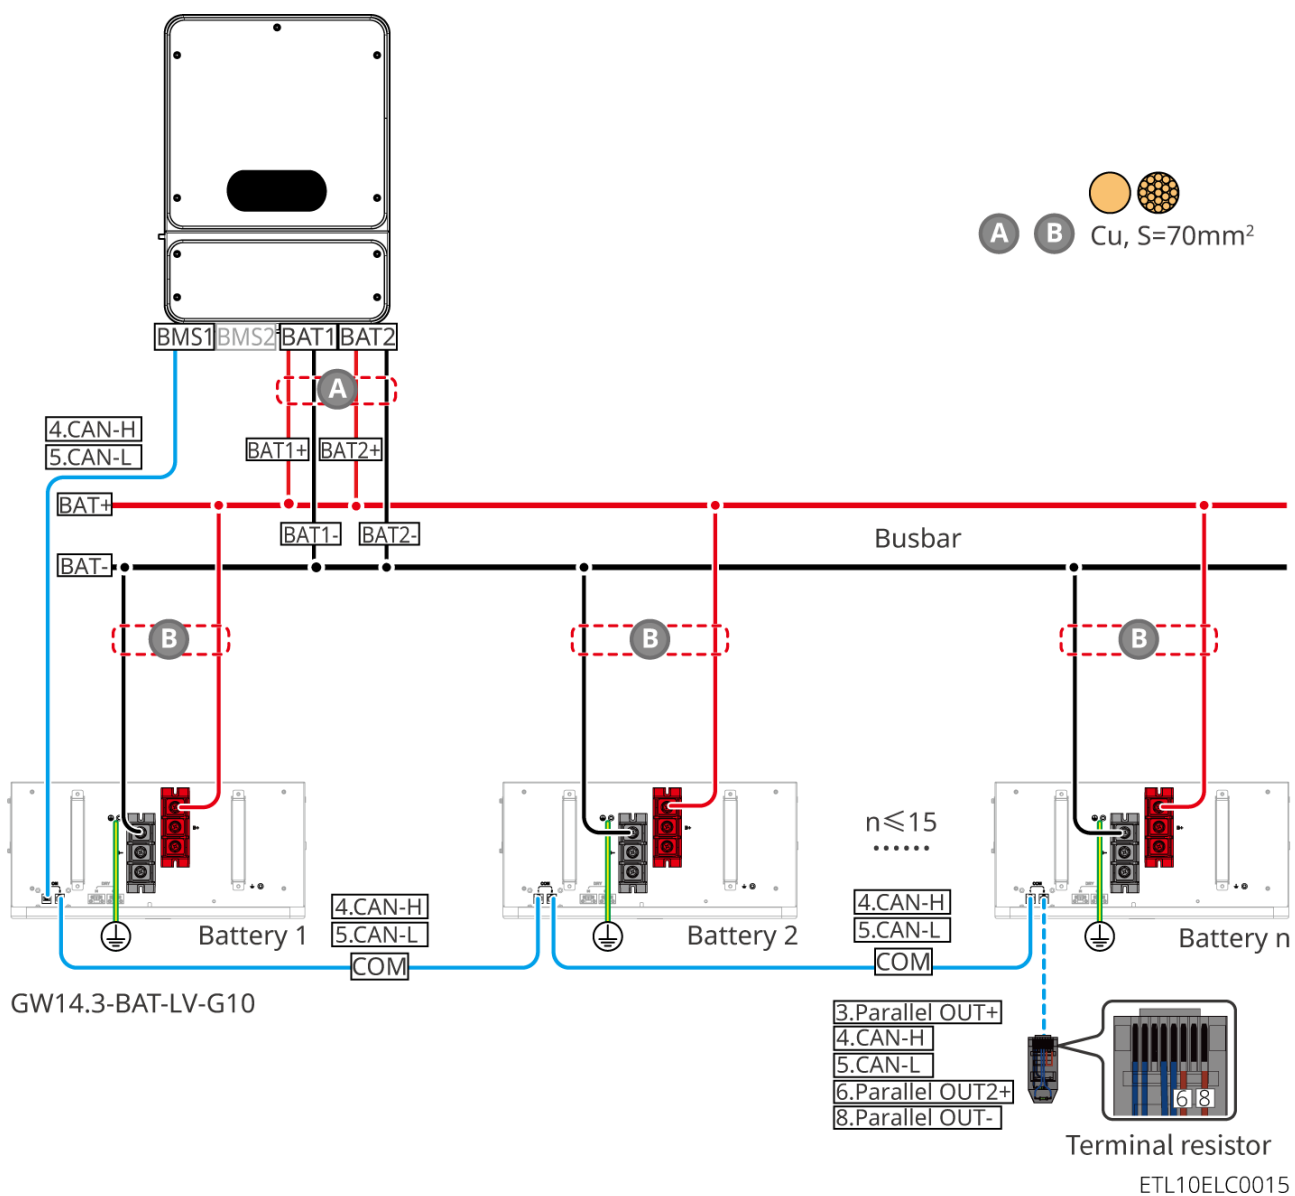 A B Cu, S=70mm²
BMS1 BMS2 BAT1 BAT2
A
4.CAN-H
5.CAN-L
BAT1+ BAT2+
BAT+
BAT1- BAT2-
Busbar
BAT-
B B B
n≤15
......
B+ B+ B+
COM COM
4.CAN-H
5.CAN-L
COM
4.CAN-H
5.CAN-L
COM
Battery 1
Battery 2
Battery n
GW14.3-BAT-LV-G10
3.Parallel OUT+
4.CAN-H
5.CAN-L
6.Parallel OUT2+
8.Parallel OUT-
6 8
Terminal resistor
ETL10ELC0015